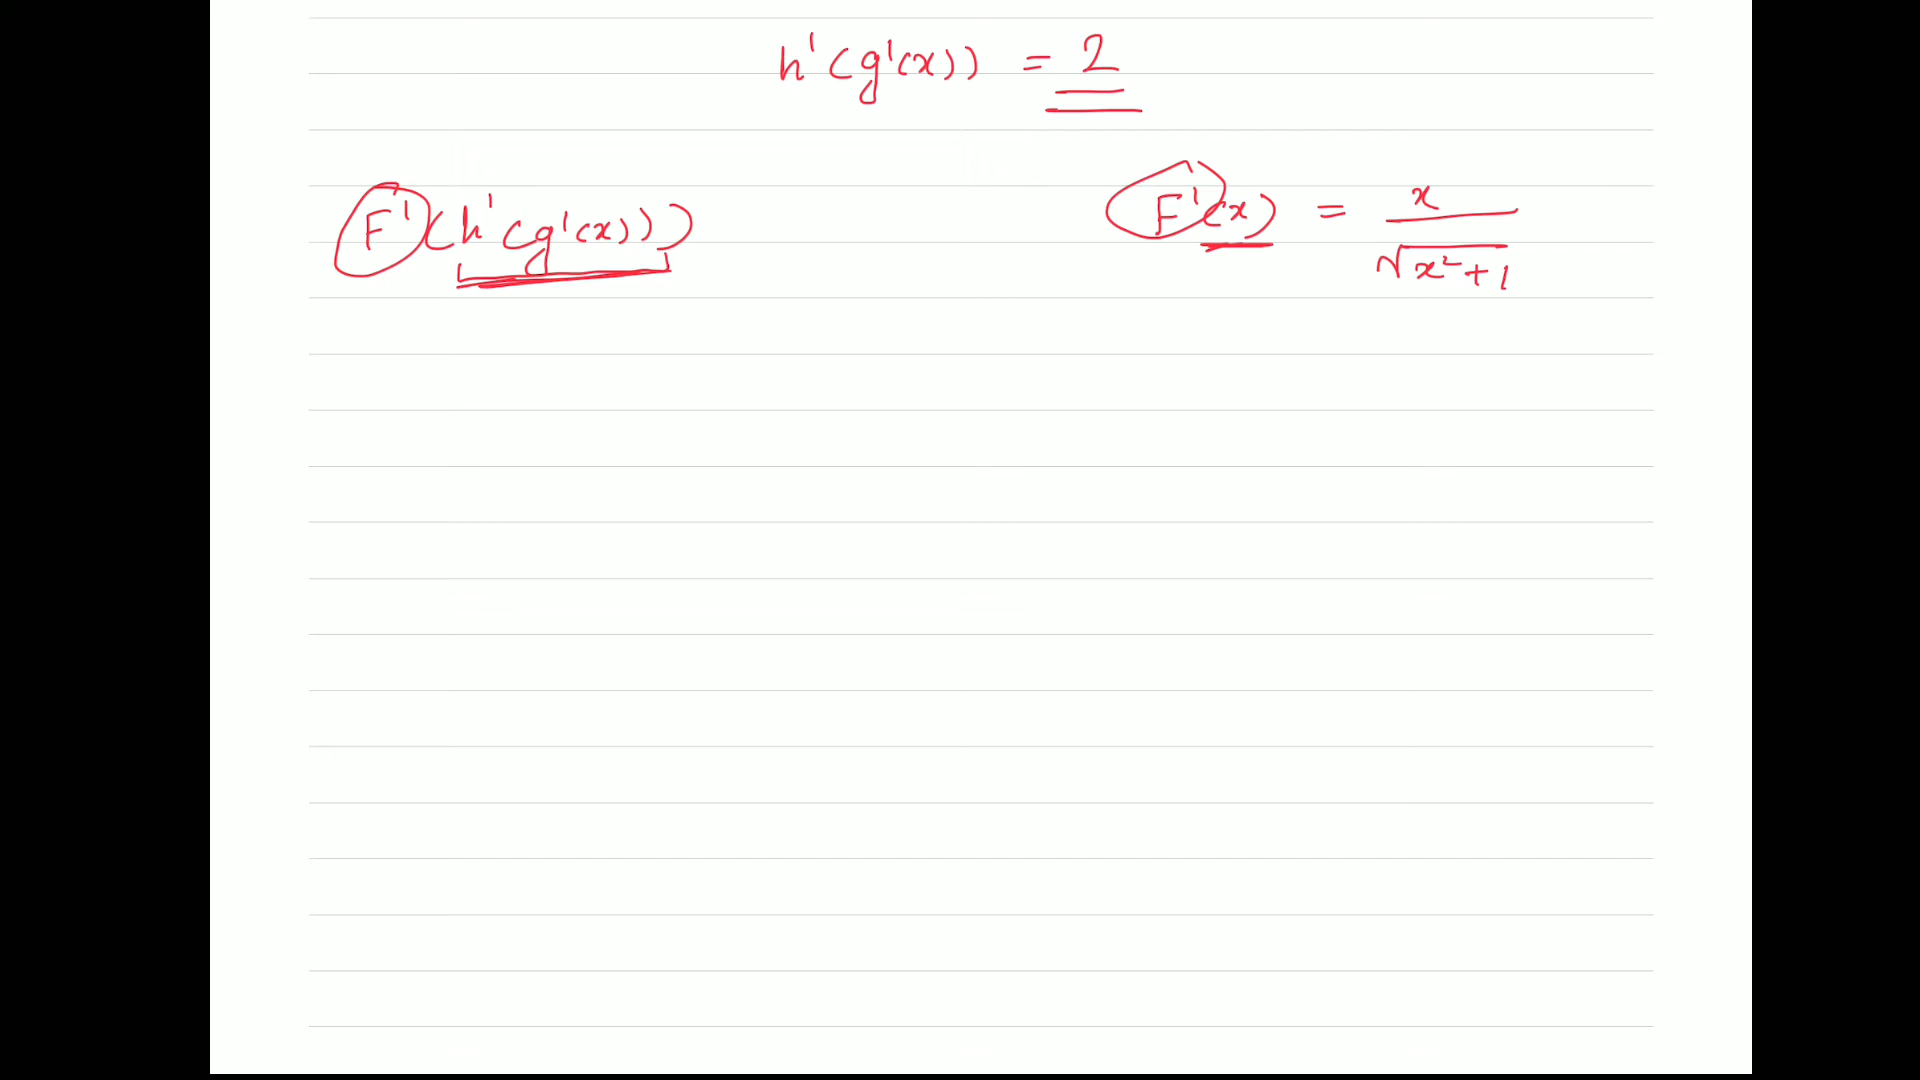 h'(g'(x)) = 2
F'(h'(g'(x)))
F'(x) = x / √x²+1